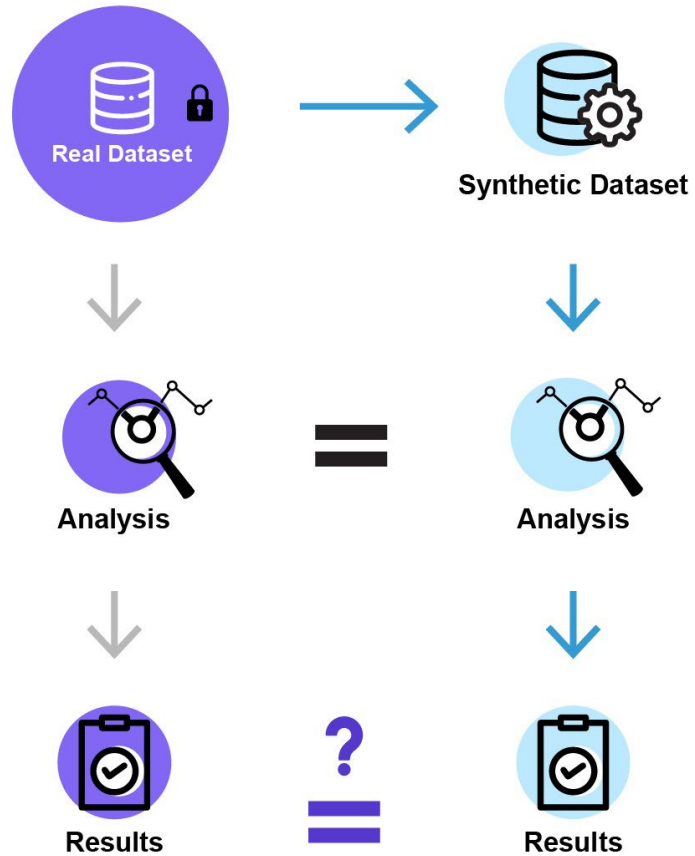 Real Dataset
Synthetic Dataset
=
Analysis
Analysis
?
=
Results
Results